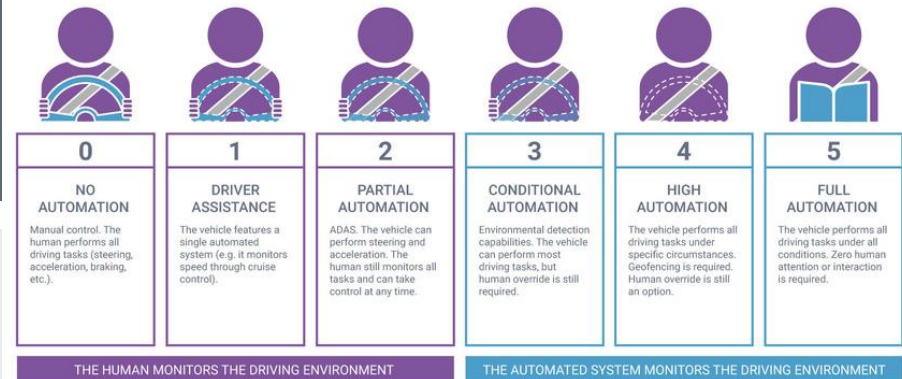 0
NO
AUTOMATION
Manual control. The
human performs all
driving tasks (steering,
acceleration, braking,
etc.).
1
DRIVER
ASSISTANCE
The vehicle features a
single automated
system (e.g. it monitors
speed through cruise
control).
2
PARTIAL
AUTOMATION
ADAS. The vehicle can
perform steering and
acceleration. The
human still monitors all
tasks and can take
control at any time.
3
CONDITIONAL
AUTOMATION
Environmental detection
capabilities. The vehicle
can perform most
driving tasks, but
human override is still
required.
4
HIGH
AUTOMATION
The vehicle performs all
driving tasks under
specific circumstances.
Geofencing is required.
Human override is still
an option.
5
FULL
AUTOMATION
The vehicle performs all
driving tasks under all
conditions. Zero human
attention or interaction
is required.
THE HUMAN MONITORS THE DRIVING ENVIRONMENT
THE AUTOMATED SYSTEM MONITORS THE DRIVING ENVIRONMENT